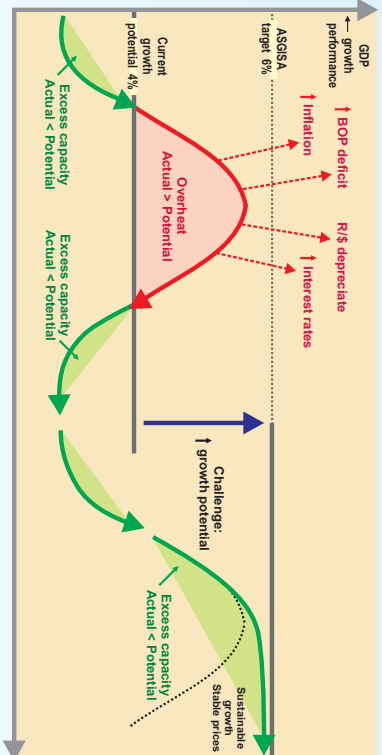 GDP
← growth
performance
ASGISA
target 6%
Current
growth
potential 4%
↑ BOP deficit
↑ Inflation
R/$ depreciate
↑ Interest rates
Overheat
Actual > Potential
Excess capacity
Actual < Potential
Excess capacity
Actual < Potential
Challenge:
↑ growth potential
Excess capacity
Actual < Potential
Sustainable
growth
Stable prices